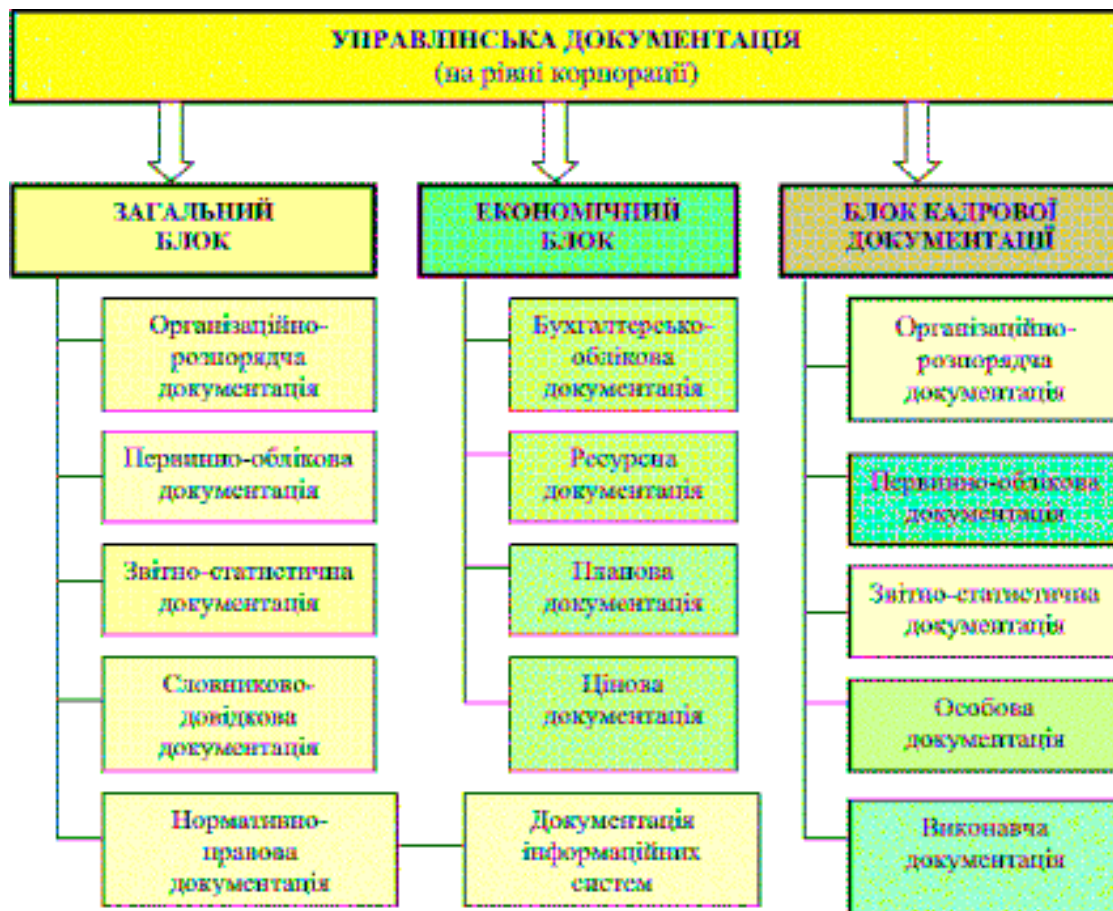 УПРАВЛІНСЬКА ДОКУМЕНТАЦІЯ
(на рівні корпорації)
ЗАГАЛЬНИЙ
БЛОК
Організаційно-
розпорядча
документація
Первинно-облікова
документація
Звітно-статистична
документація
Словниково-
довідкова
документація
Нормативно-
правова
документація
Документація
інформаційних
систем
ЕКОНОМІЧНИЙ
БЛОК
Бухгалтерсько-
облікова
документація
Ресурсна
документація
Планова
документація
Цінова
документація
БЛОК КАДРОВОЇ
ДОКУМЕНТАЦІЇ
Організаційно-
розпорядча
документація
Первинно-облікова
документація
Звітно-статистична
документація
Особова
документація
Виконавча
документація